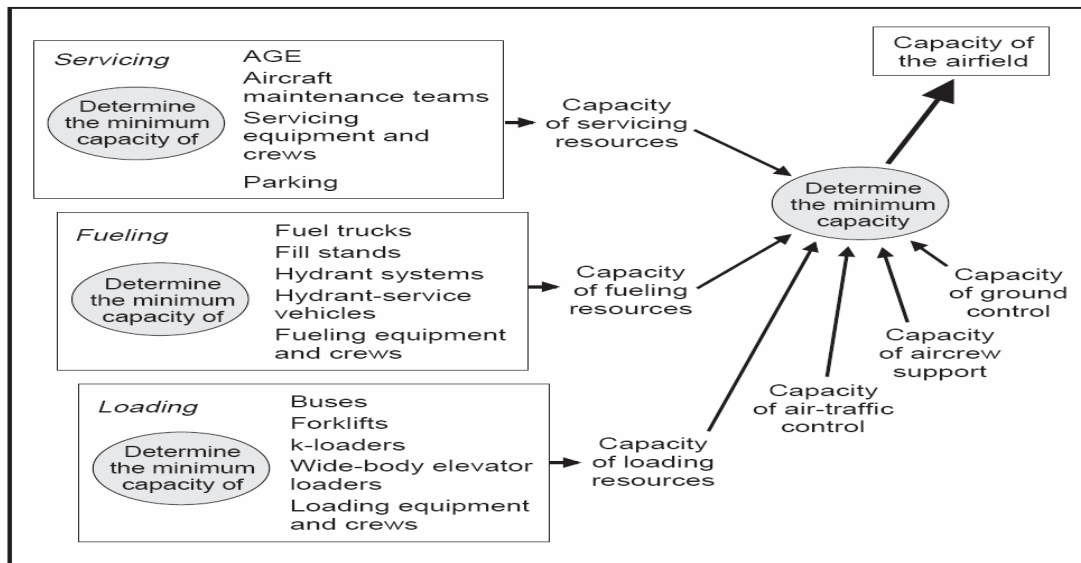 Servicing
Determine
the minimum
capacity of
AGE
Aircraft
maintenance teams
Servicing
equipment and
crews
Parking
Capacity
of servicing
resources
Fueling
Determine
the minimum
capacity of
Fuel trucks
Fill stands
Hydrant systems
Hydrant-service
vehicles
Fueling equipment
and crews
Capacity
of fueling
resources
Loading
Determine
the minimum
capacity of
Buses
Forklifts
k-loaders
Wide-body elevator
loaders
Loading equipment
and crews
Capacity
of loading
resources
Capacity
of air-traffic
control
Capacity
of aircrew
support
Capacity
of ground
control
Determine
the minimum
capacity
Capacity of
the airfield